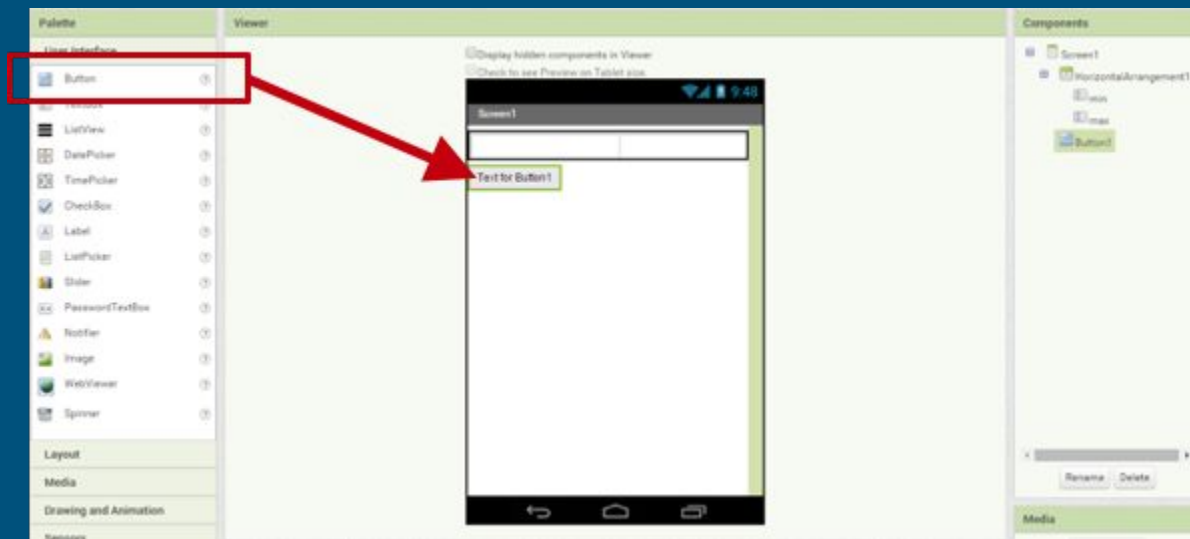 Palette
Viewer
Components
User Interface
Display hidden components in Viewer
Check to see Preview on Tablet size.
Button
ListView
DatePicker
TimePicker
CheckBox
Label
ListPicker
Slider
PasswordTextBox
Notifier
Image
WebViewer
Spinner
Layout
Media
Drawing and Animation
Sensors
9:48
Screen1
Text for Button1
Screen1
HorizontalArrangement1
min
max
Button1
Rename
Delete
Media